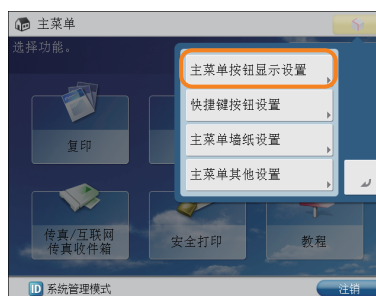 主菜单
选择功能。
主菜单按钮显示设置
快捷键按钮设置
主菜单墙纸设置
主菜单其他设置
复印
传真/互联网
传真收件箱
安全打印
教程
ID 系统管理模式
注销